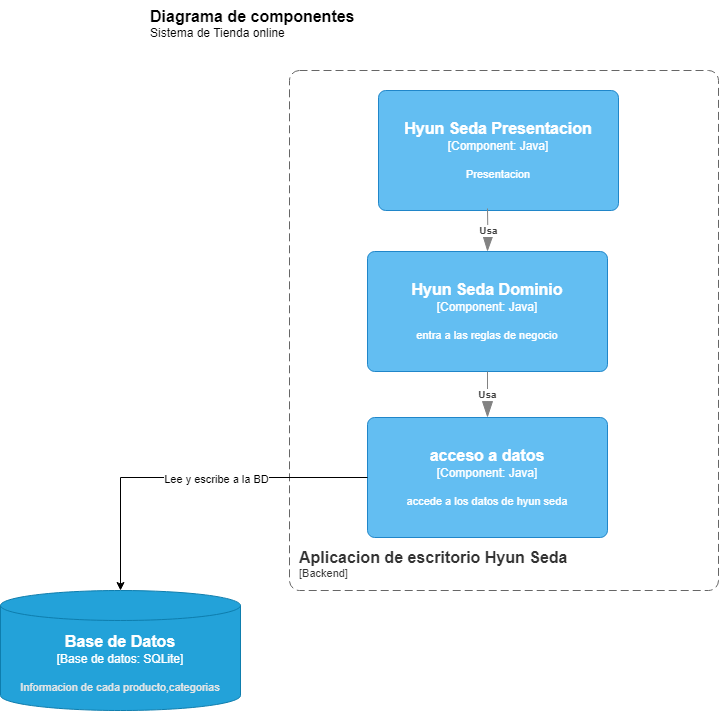 Diagrama de componentes
Sistema de Tienda online
Hyun Seda Presentacion
[Component: Java]
Presentacion
Usa
Hyun Seda Dominio
[Component: Java]
entra a las reglas de negocio
Usa
acceso a datos
[Component: Java]
accede a los datos de hyun seda
Lee y escribe a la BD
Aplicacion de escritorio Hyun Seda
[Backend]
Base de Datos
[Base de datos: SQLite]
Informacion de cada producto,categorias